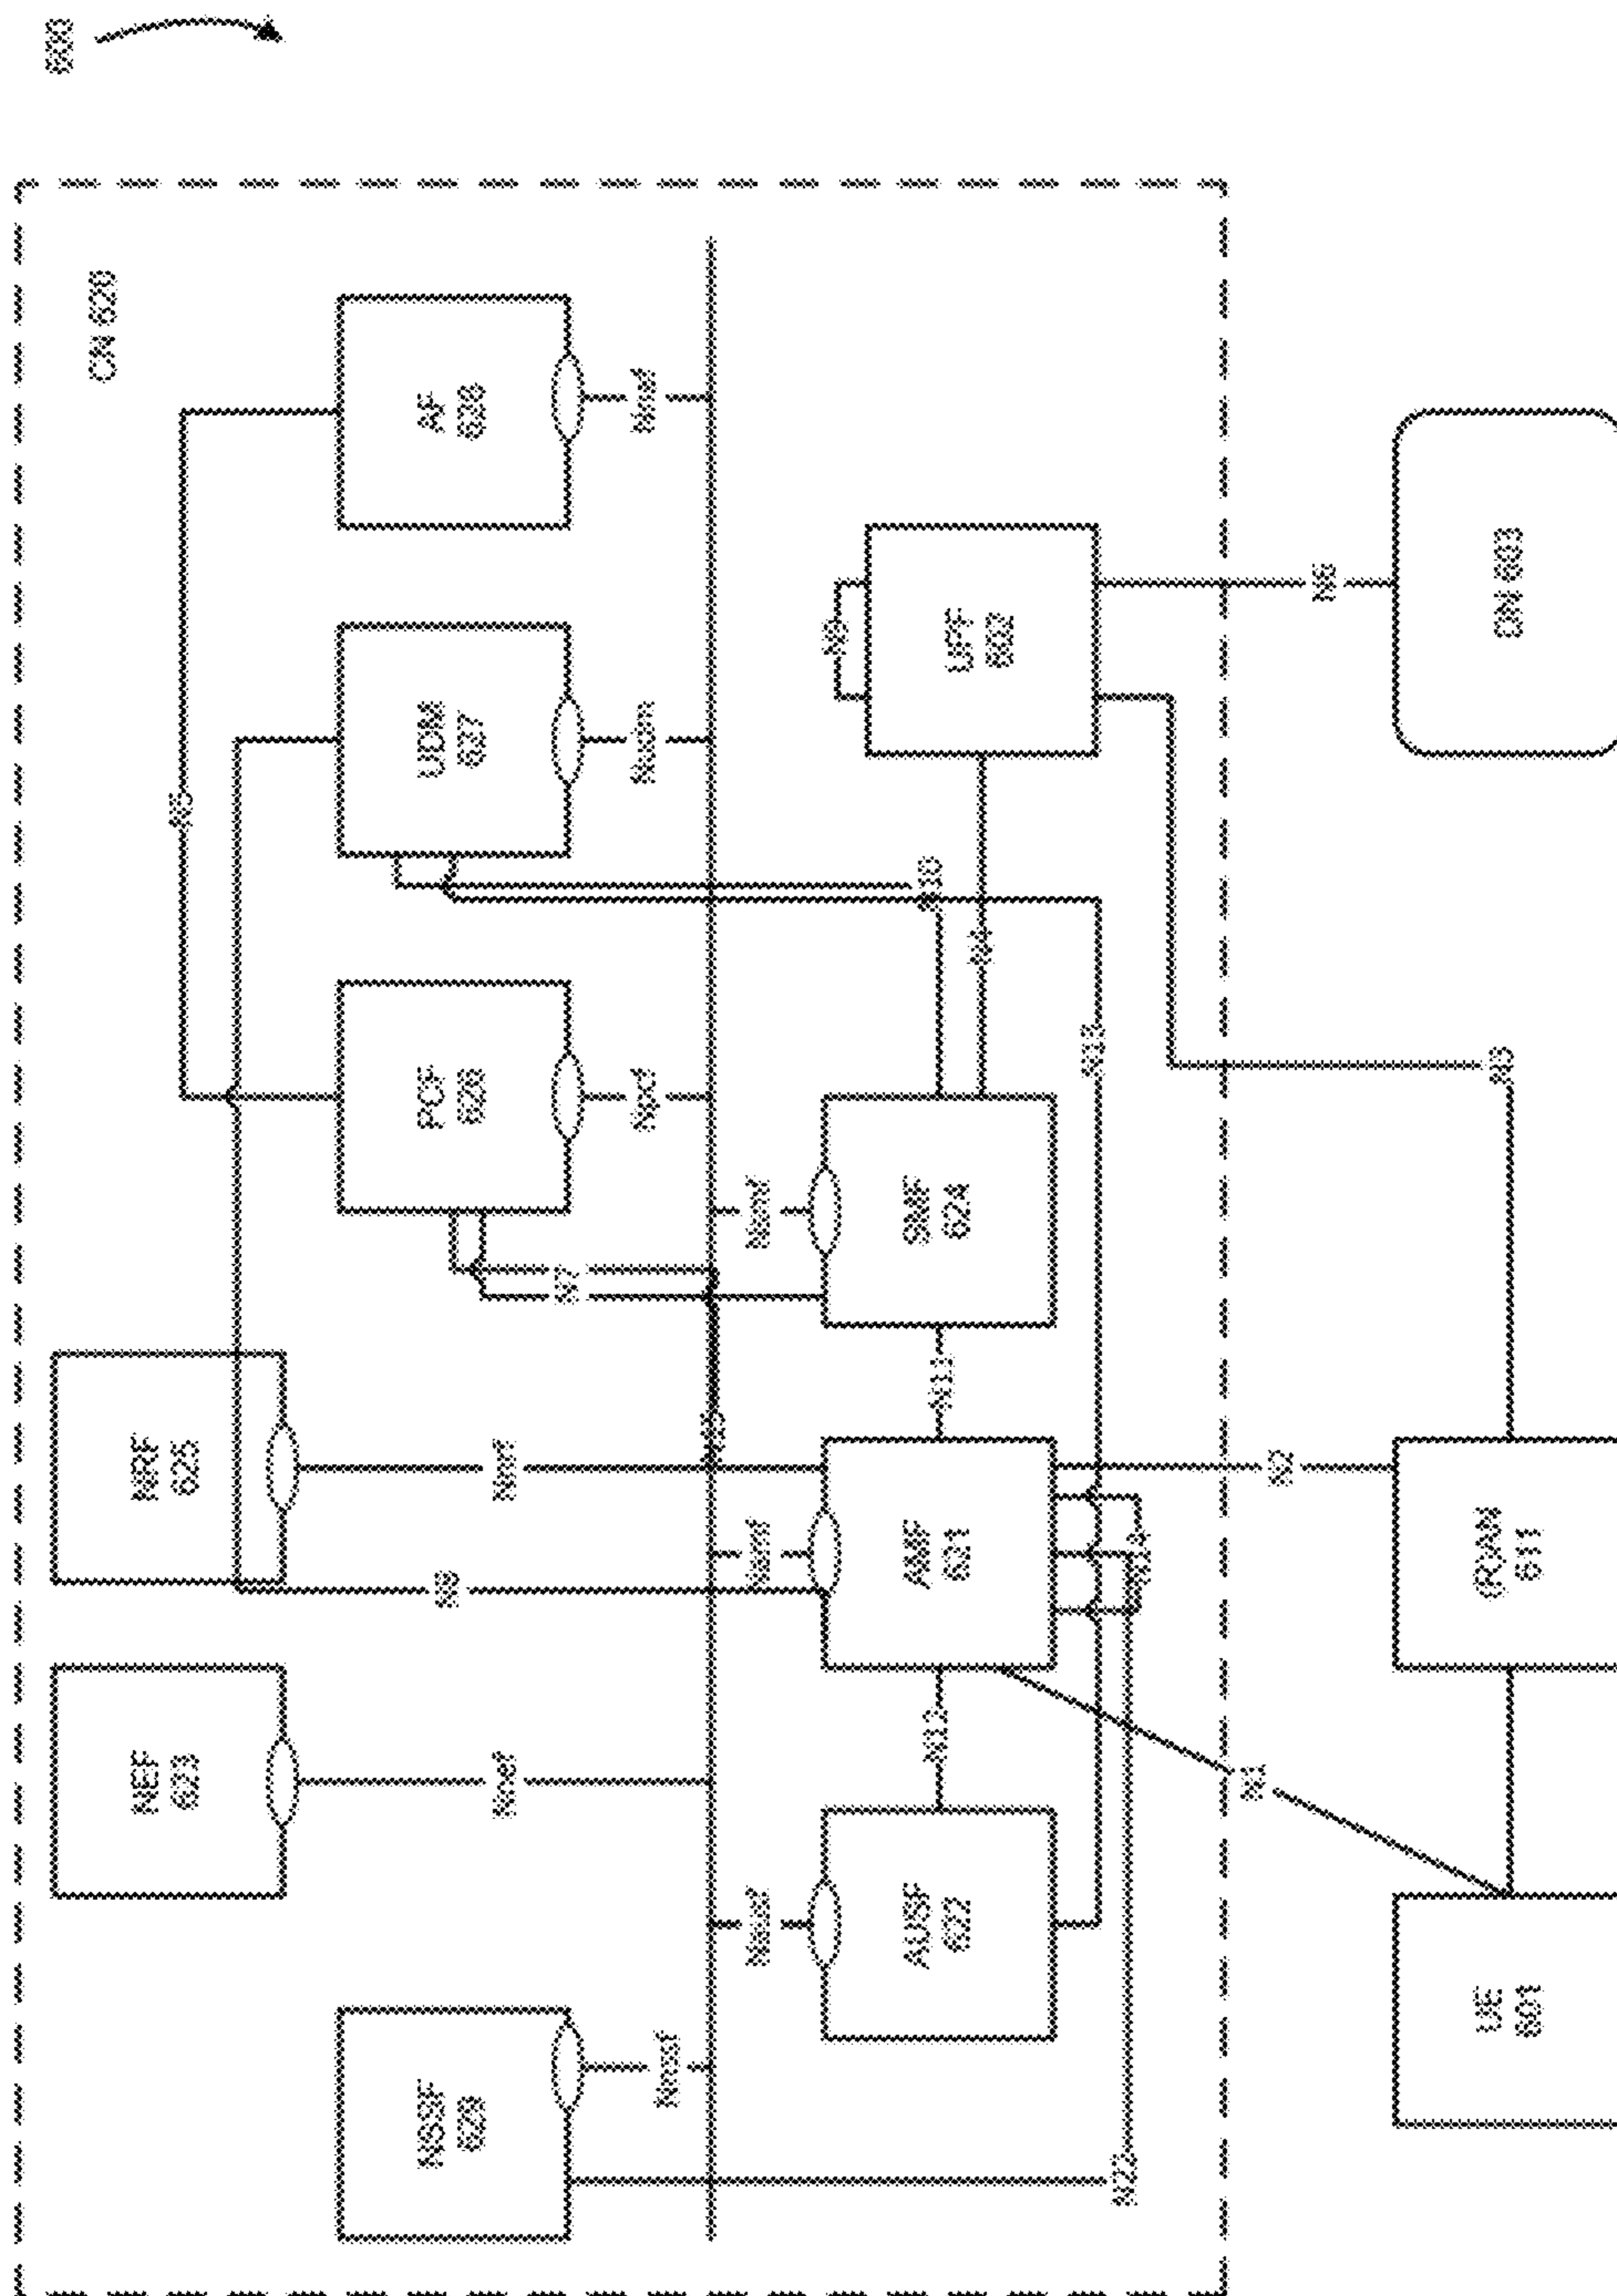 600
CN 620
NSSF
629
NEF
623
NRF
625
PCF
626
UDM
627
AF
628
N5
N8
Nnssf
Nnef
Nnrf
Npcf
Nudm
Naf
N7
N15
Nausf
Namf
Nsmf
AUSF
622
AMF
621
SMF
624
UPF
602
N12
N11
N10
N4
N9
N13
N14
N22
N1
N2
N3
N6
UE
601
(R)AN
611
DN 603